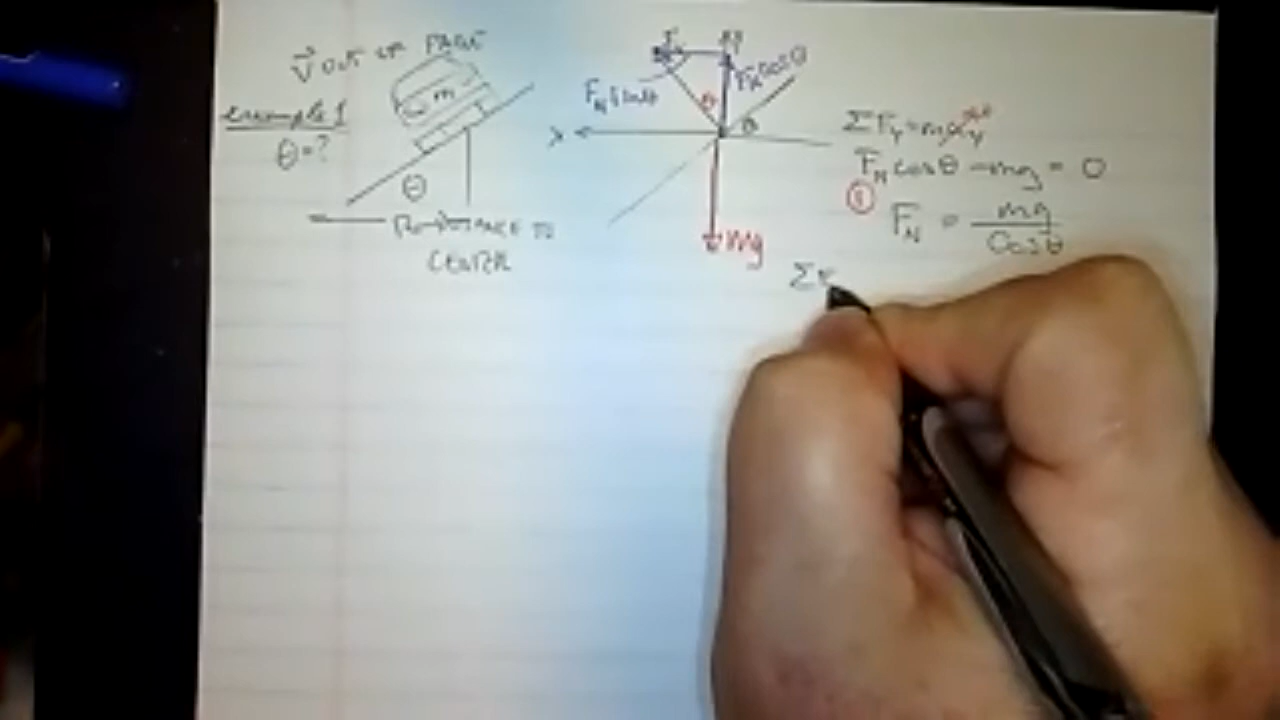 V⃗ OUT OF PAGE
example 1
θ = ?
m
θ
R = DISTANCE TO
CENTER
F_N sinθ
F_N cosθ
θ
θ
x
mg
ΣF_y = ma_y
F_N cosθ - mg = 0
① F_N = mg / cosθ
ΣF